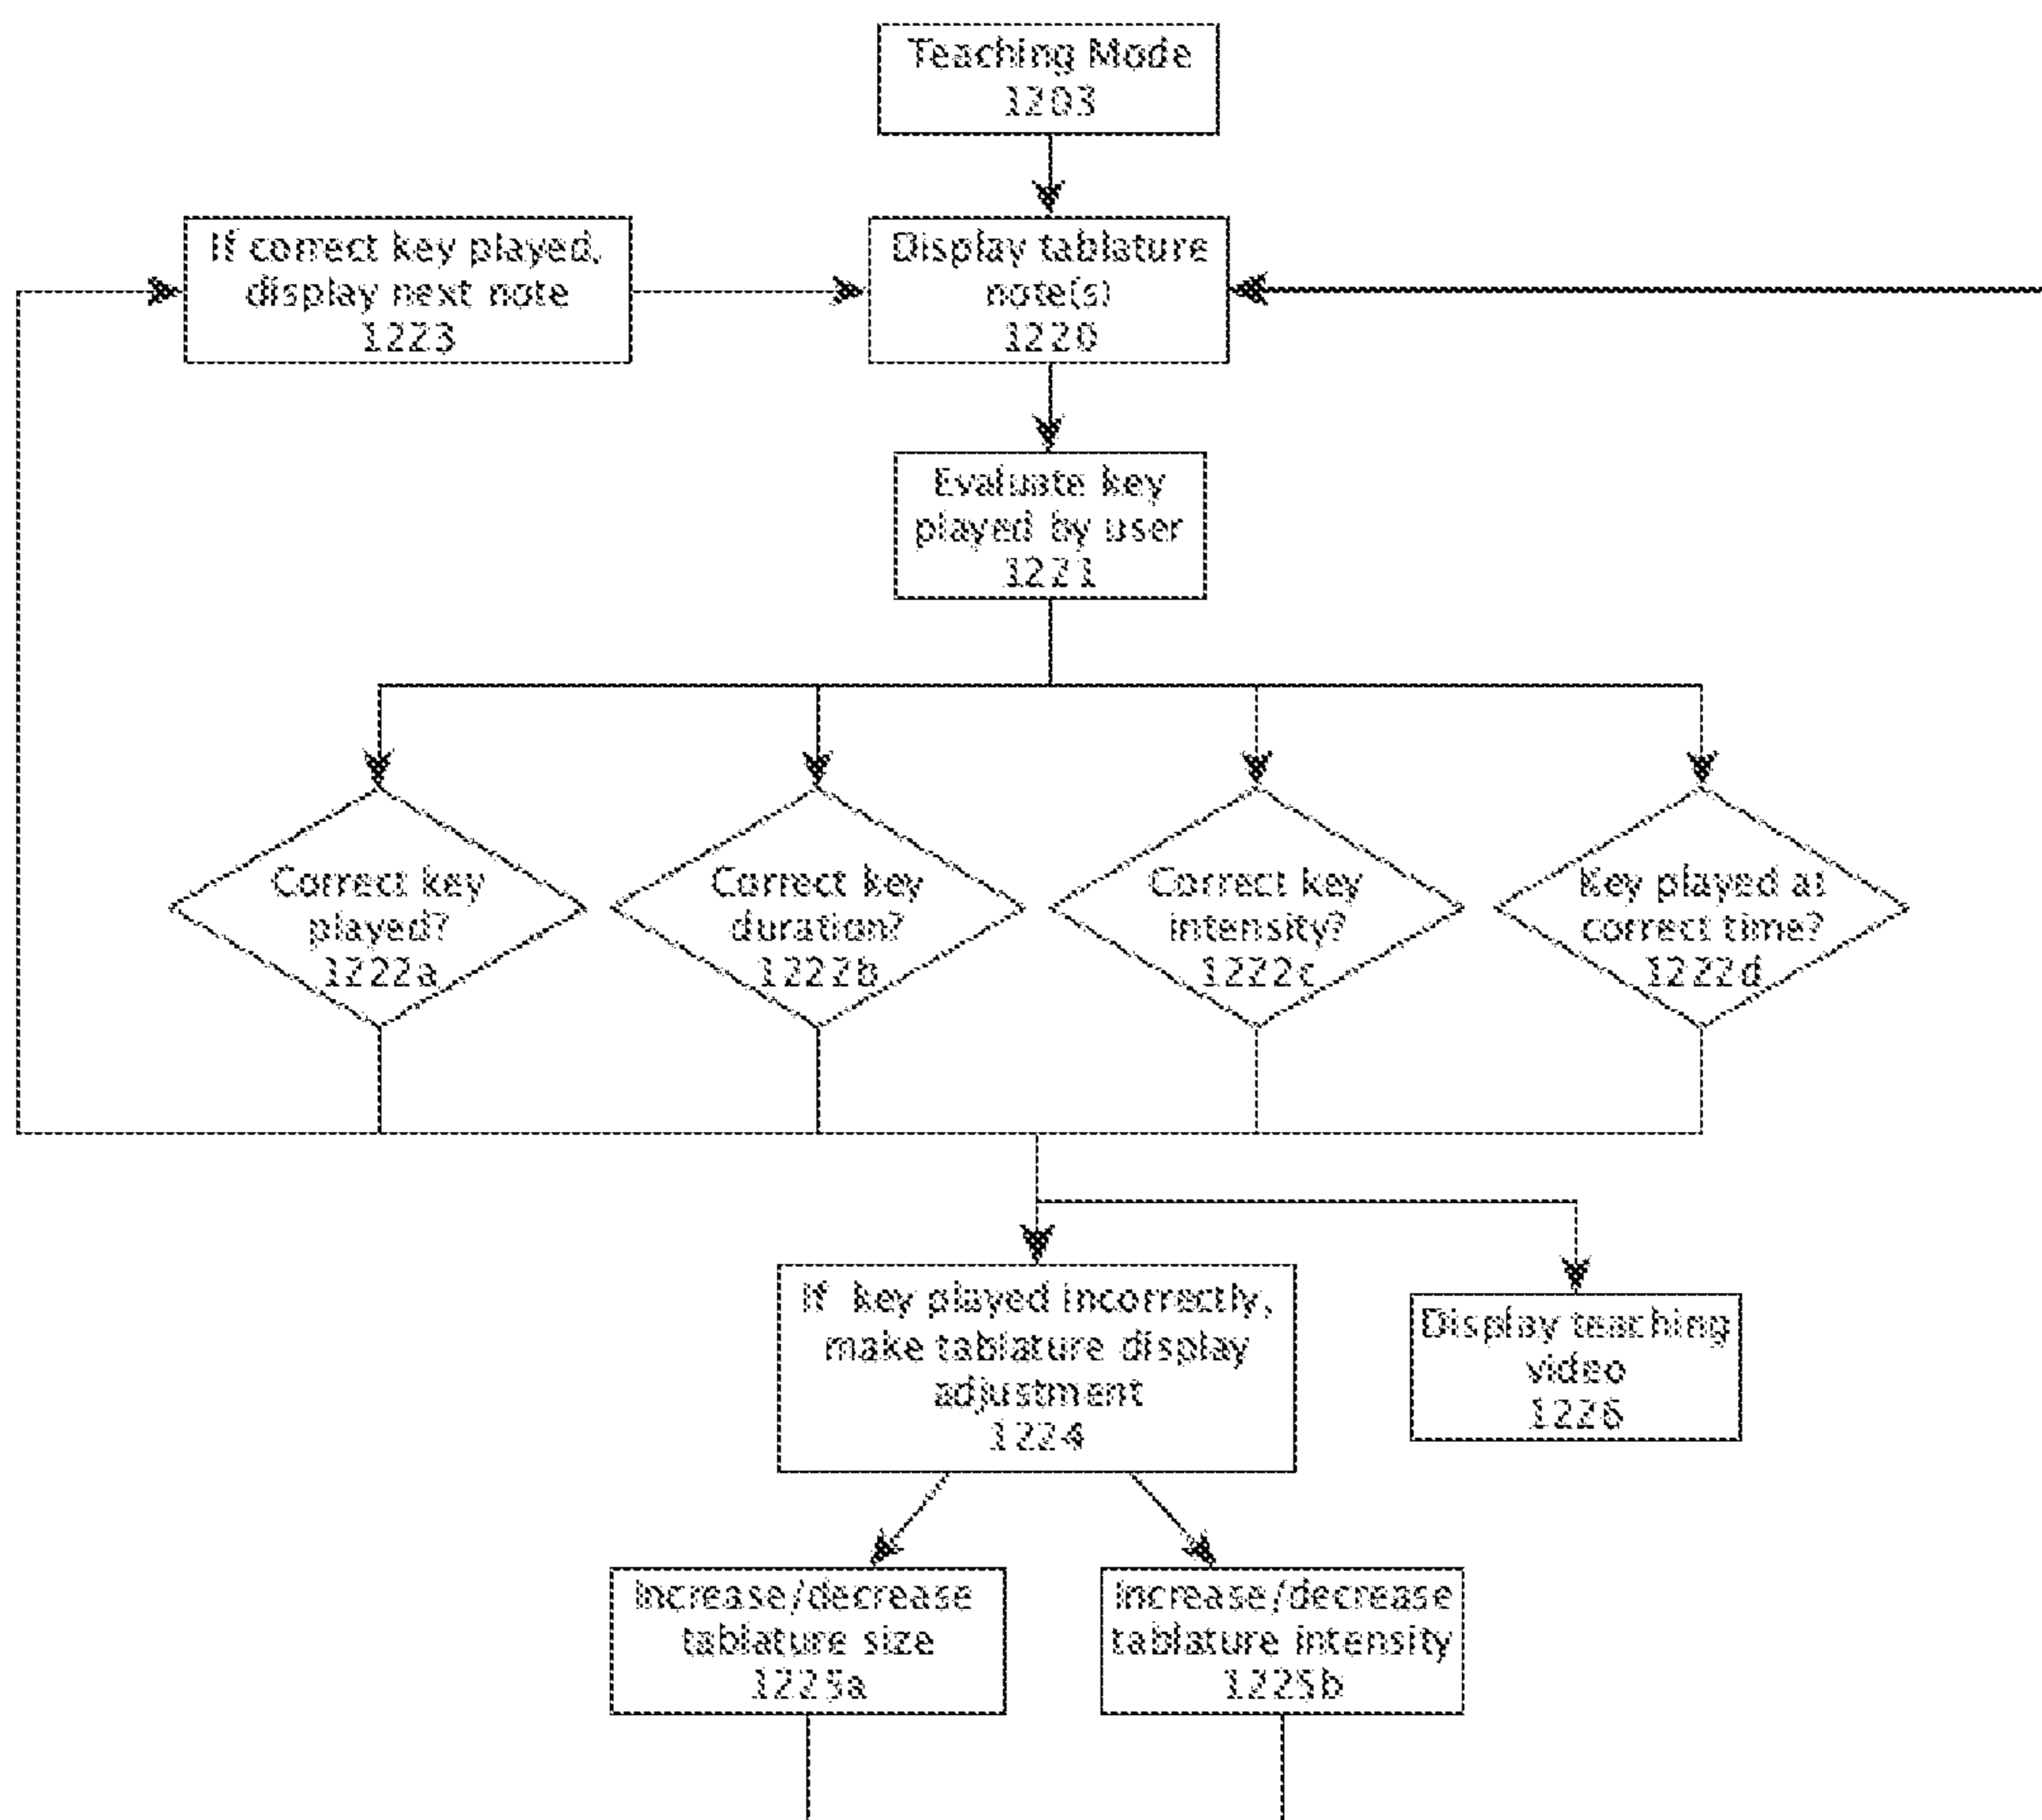 Teaching Mode
1203
If correct key played,
display next note
1223
Display tablature
note(s)
1220
Evaluate key
played by user
1221
Correct key
played?
1222a
Correct key
duration?
1222b
Correct key
intensity?
1222c
Key played at
correct time?
1222d
If key played incorrectly,
make tablature display
adjustment
1224
Display teaching
video
1226
Increase/decrease
tablature size
1225a
Increase/decrease
tablature intensity
1225b